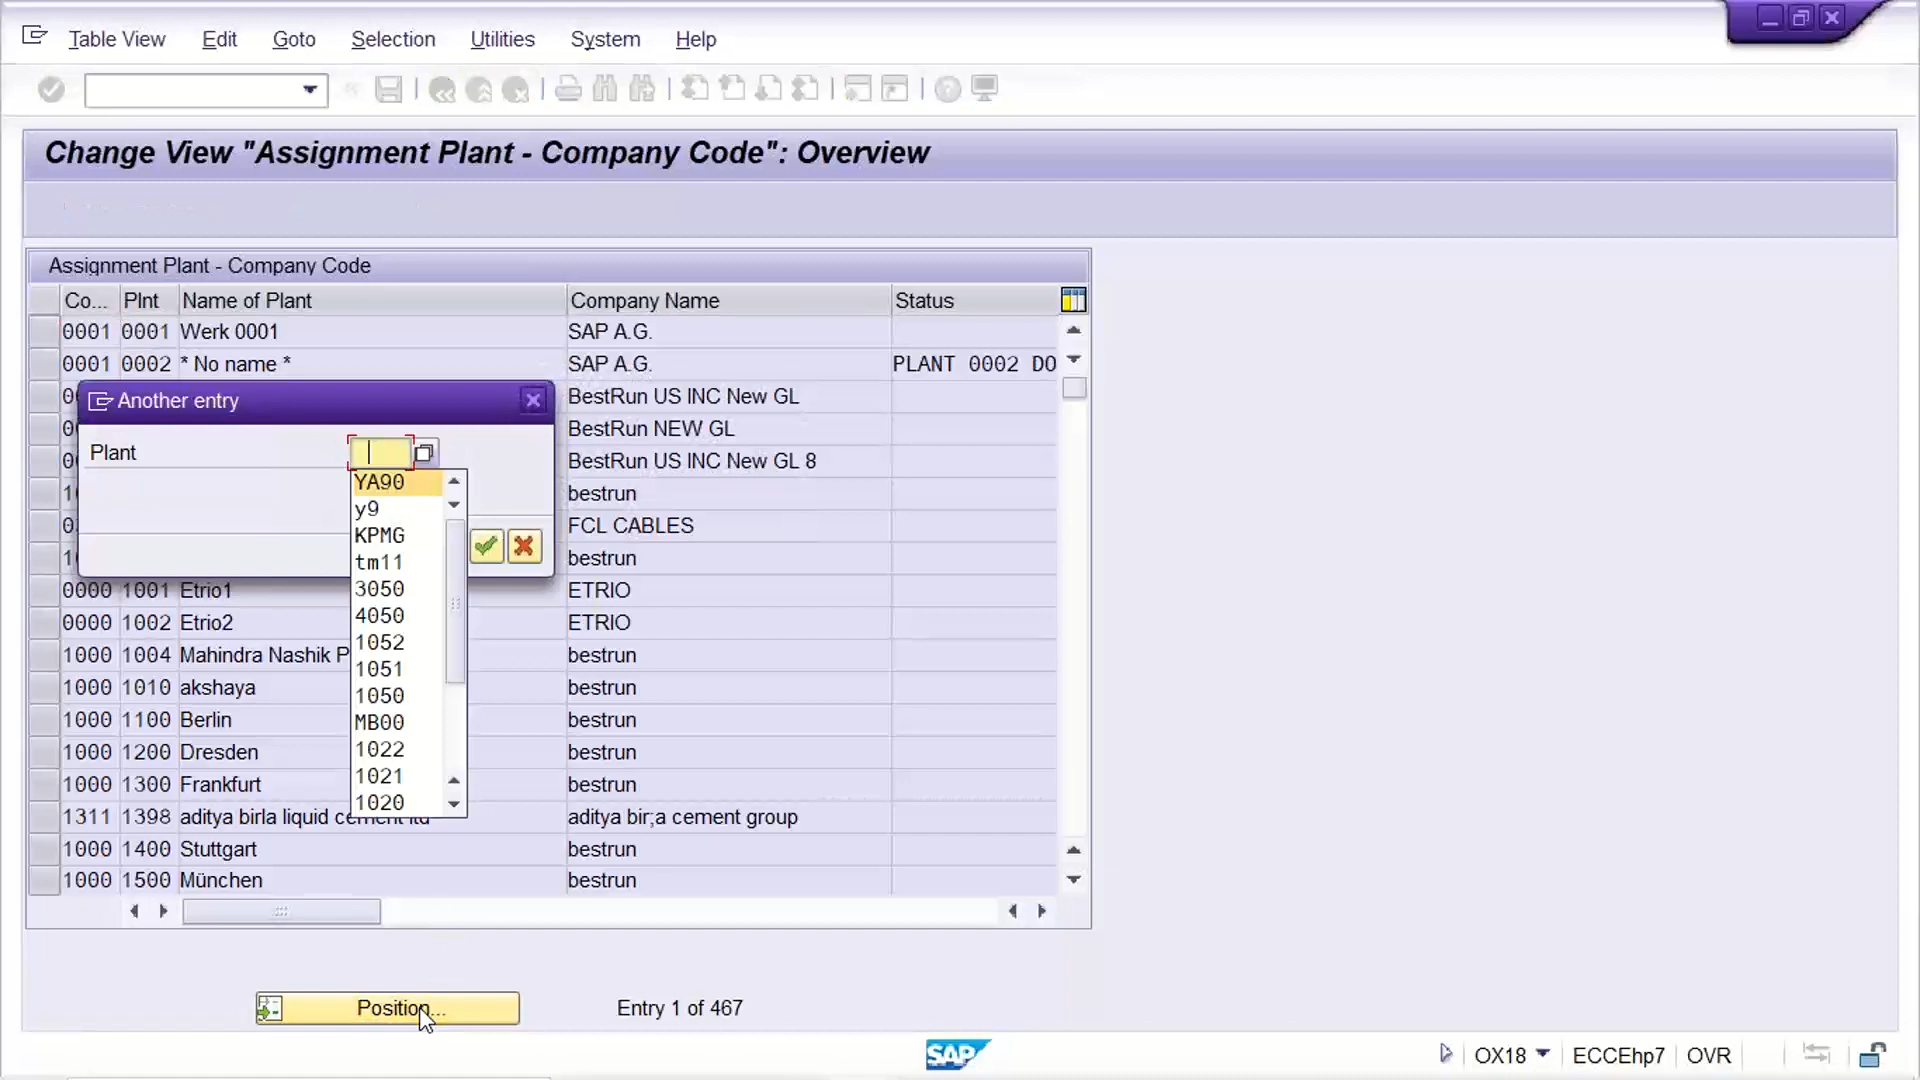 Table View Edit Goto Selection Utilities System Help
Change View "Assignment Plant - Company Code": Overview
Assignment Plant - Company Code
Co... Plnt Name of Plant Company Name Status
0001 0001 Werk 0001 SAP A.G.
0001 0002 * No name * SAP A.G. PLANT 0002 DO
BestRun US INC New GL
BestRun NEW GL
BestRun US INC New GL 8
bestrun
FCL CABLES
bestrun
Another entry
Plant
YA90
y9
KPMG
tm11
3050
4050
1052
1051
1050
MB00
1022
1021
1020
0000 1001 Etrio1 ETRIO
0000 1002 Etrio2 ETRIO
1000 1004 Mahindra Nashik P bestrun
1000 1010 akshaya bestrun
1000 1100 Berlin bestrun
1000 1200 Dresden bestrun
1000 1300 Frankfurt bestrun
1311 1398 aditya birla liquid cement ltd aditya bir;a cement group
1000 1400 Stuttgart bestrun
1000 1500 München bestrun
Position... Entry 1 of 467
SAP OX18 ECCEhp7 OVR